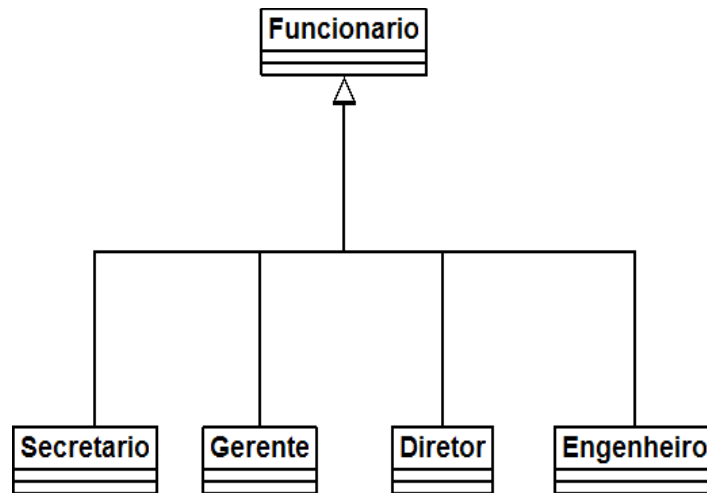 Funcionario
Secretario
Gerente
Diretor
Engenheiro